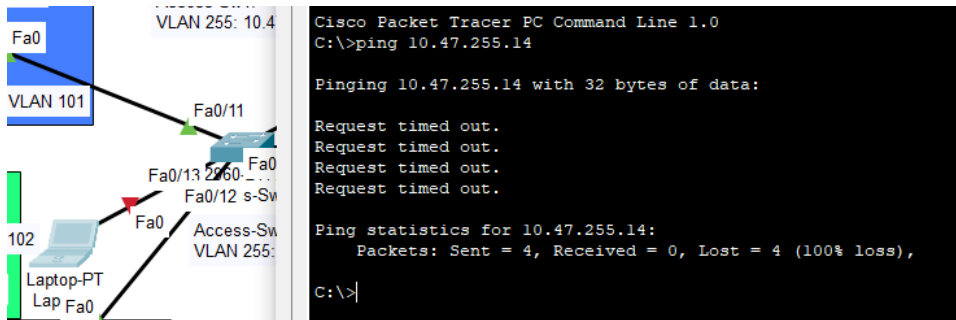 VLAN 255: 10.4
Fa0
VLAN 101
Fa0/11
Fa0
Fa0/13 2960-
Fa0/12 s-Sw
Fa0
Access-Sw
102
VLAN 255:
Laptop-PT
Lap
Fa0
Cisco Packet Tracer PC Command Line 1.0
C:\>ping 10.47.255.14
Pinging 10.47.255.14 with 32 bytes of data:
Request timed out.
Request timed out.
Request timed out.
Request timed out.
Ping statistics for 10.47.255.14:
Packets: Sent = 4, Received = 0, Lost = 4 (100% loss),
C:\>